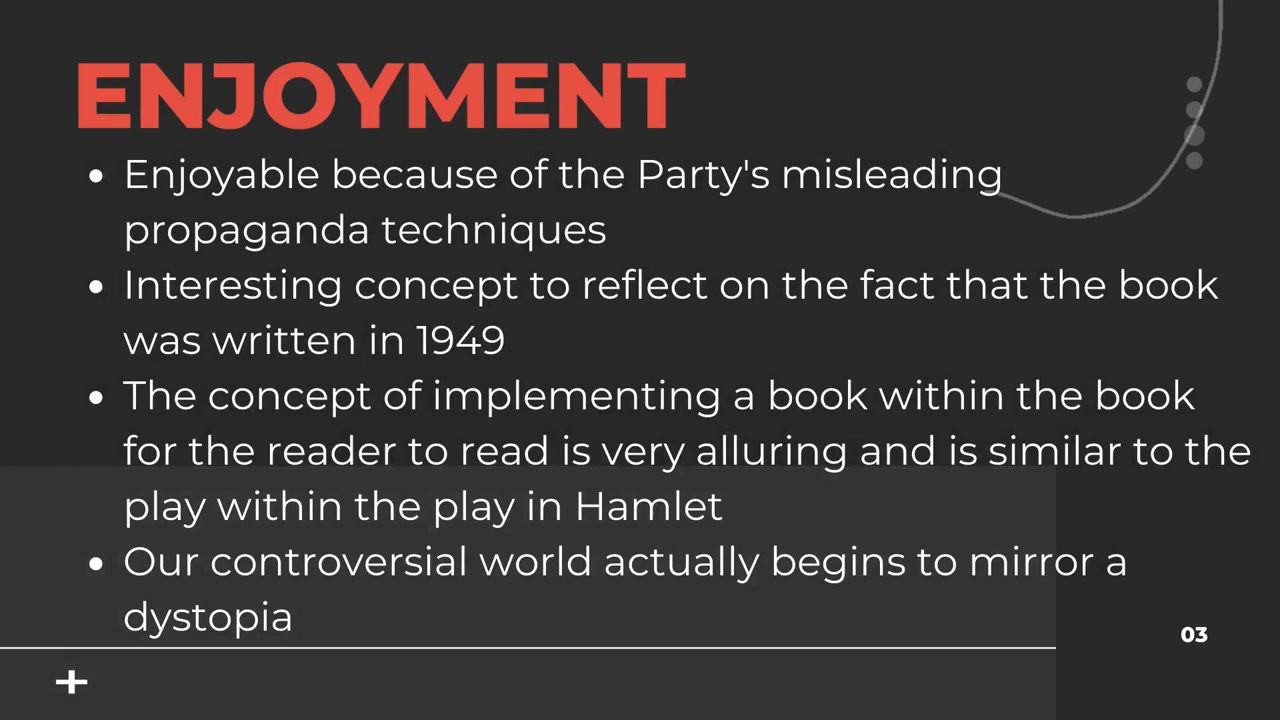 ENJOYMENT
• Enjoyable because of the Party's misleading
propaganda techniques
• Interesting concept to reflect on the fact that the book
was written in 1949
• The concept of implementing a book within the book
for the reader to read is very alluring and is similar to the
play within the play in Hamlet
• Our controversial world actually begins to mirror a
dystopia
03
+